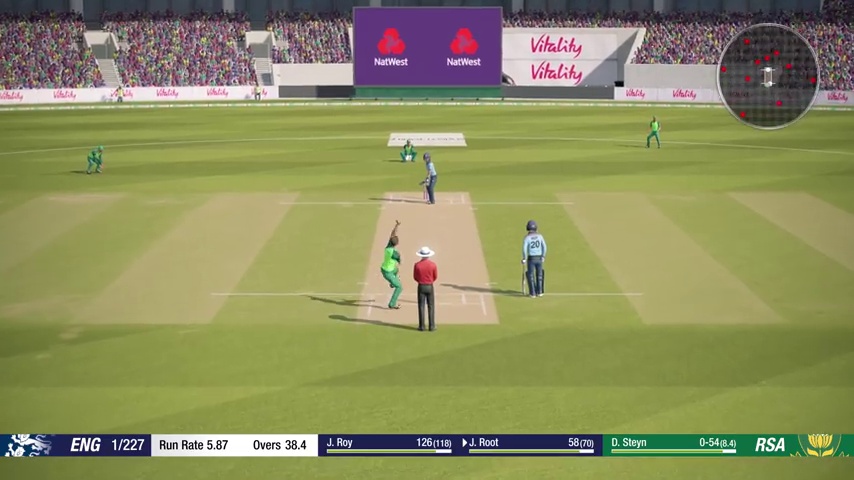 NatWest NatWest
Vitality
Vitality
Vitality Vitality Vitality Vitality Vitality Vitality
20
ENG 1/227 Run Rate 5.87 Overs 38.4 J. Roy 126(118) J. Root 58(70) D. Steyn 0-54(8.4) RSA